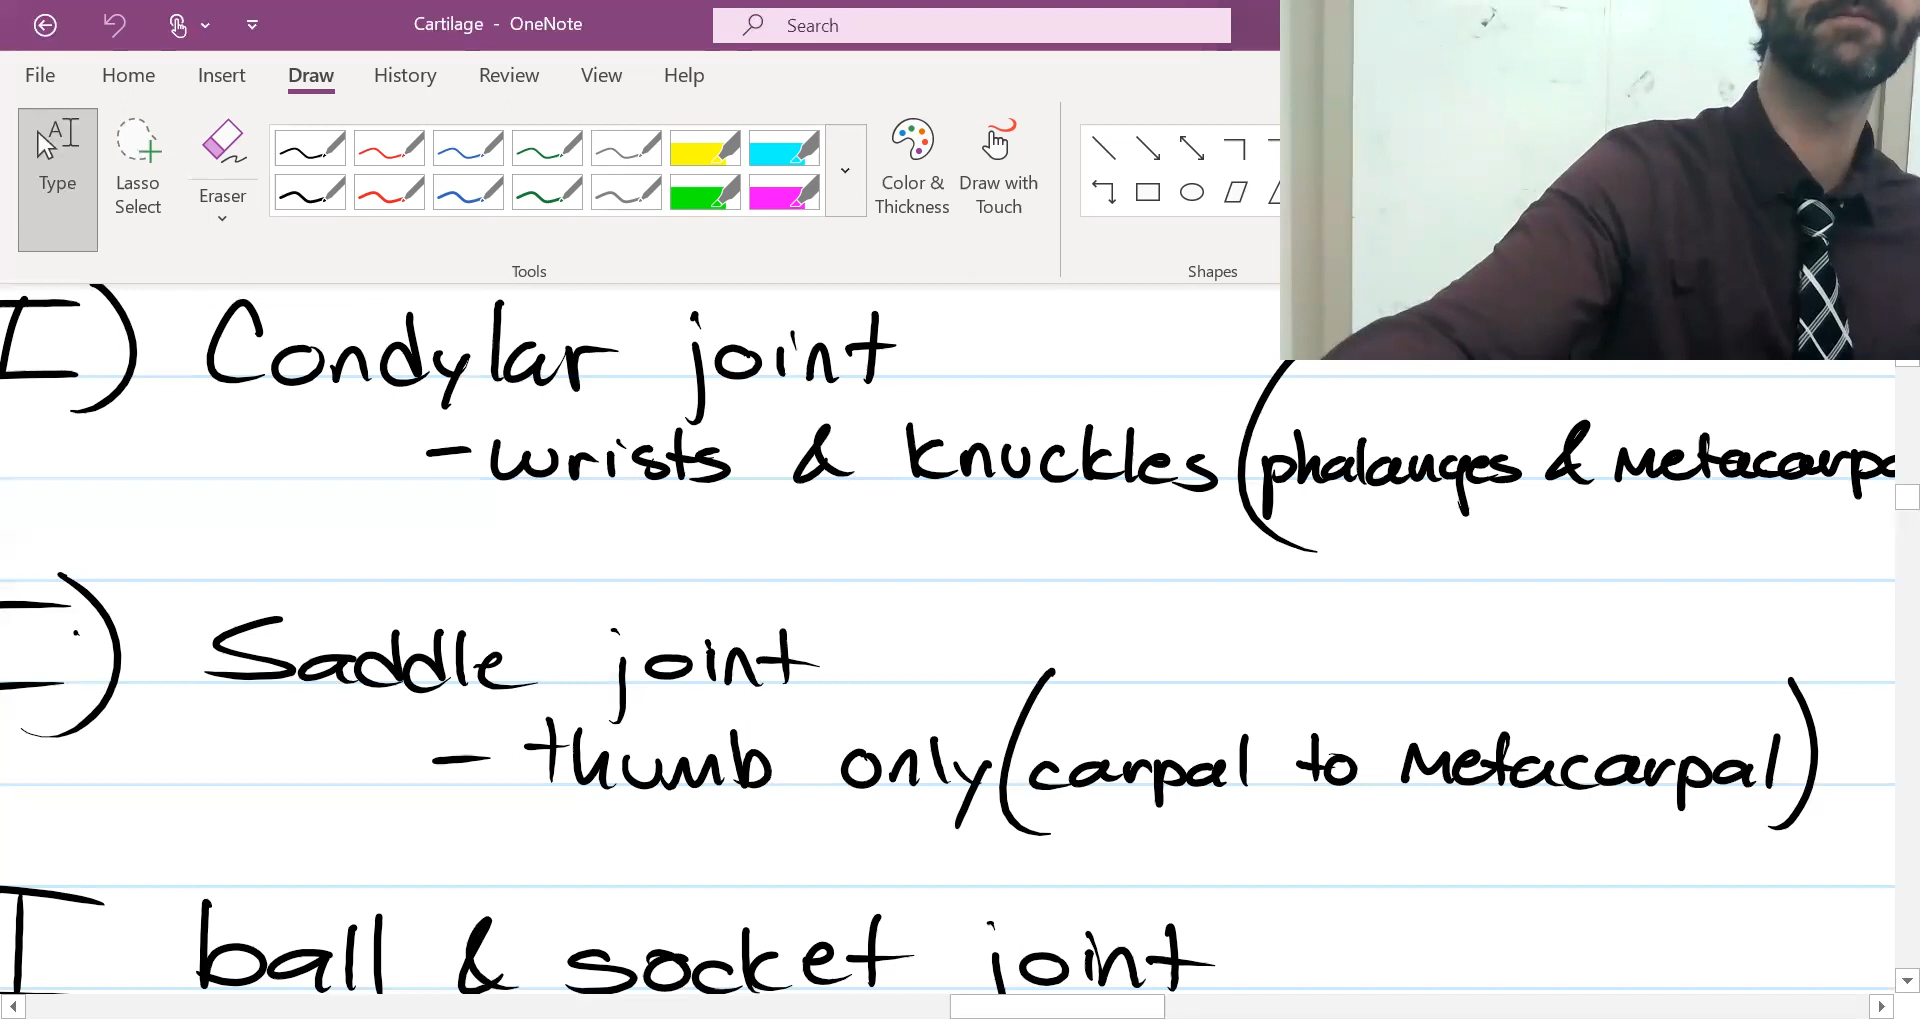 Cartilage - OneNote
Search
File Home Insert Draw History Review View Help
Type
Lasso Select
Eraser
Color & Thickness
Draw with Touch
Tools
Shapes
I) Condylar joint
- wrists & knuckles (phalanges & metacarpa
I) Saddle joint
- thumb only (carpal to metacarpal)
I ball & socket joint